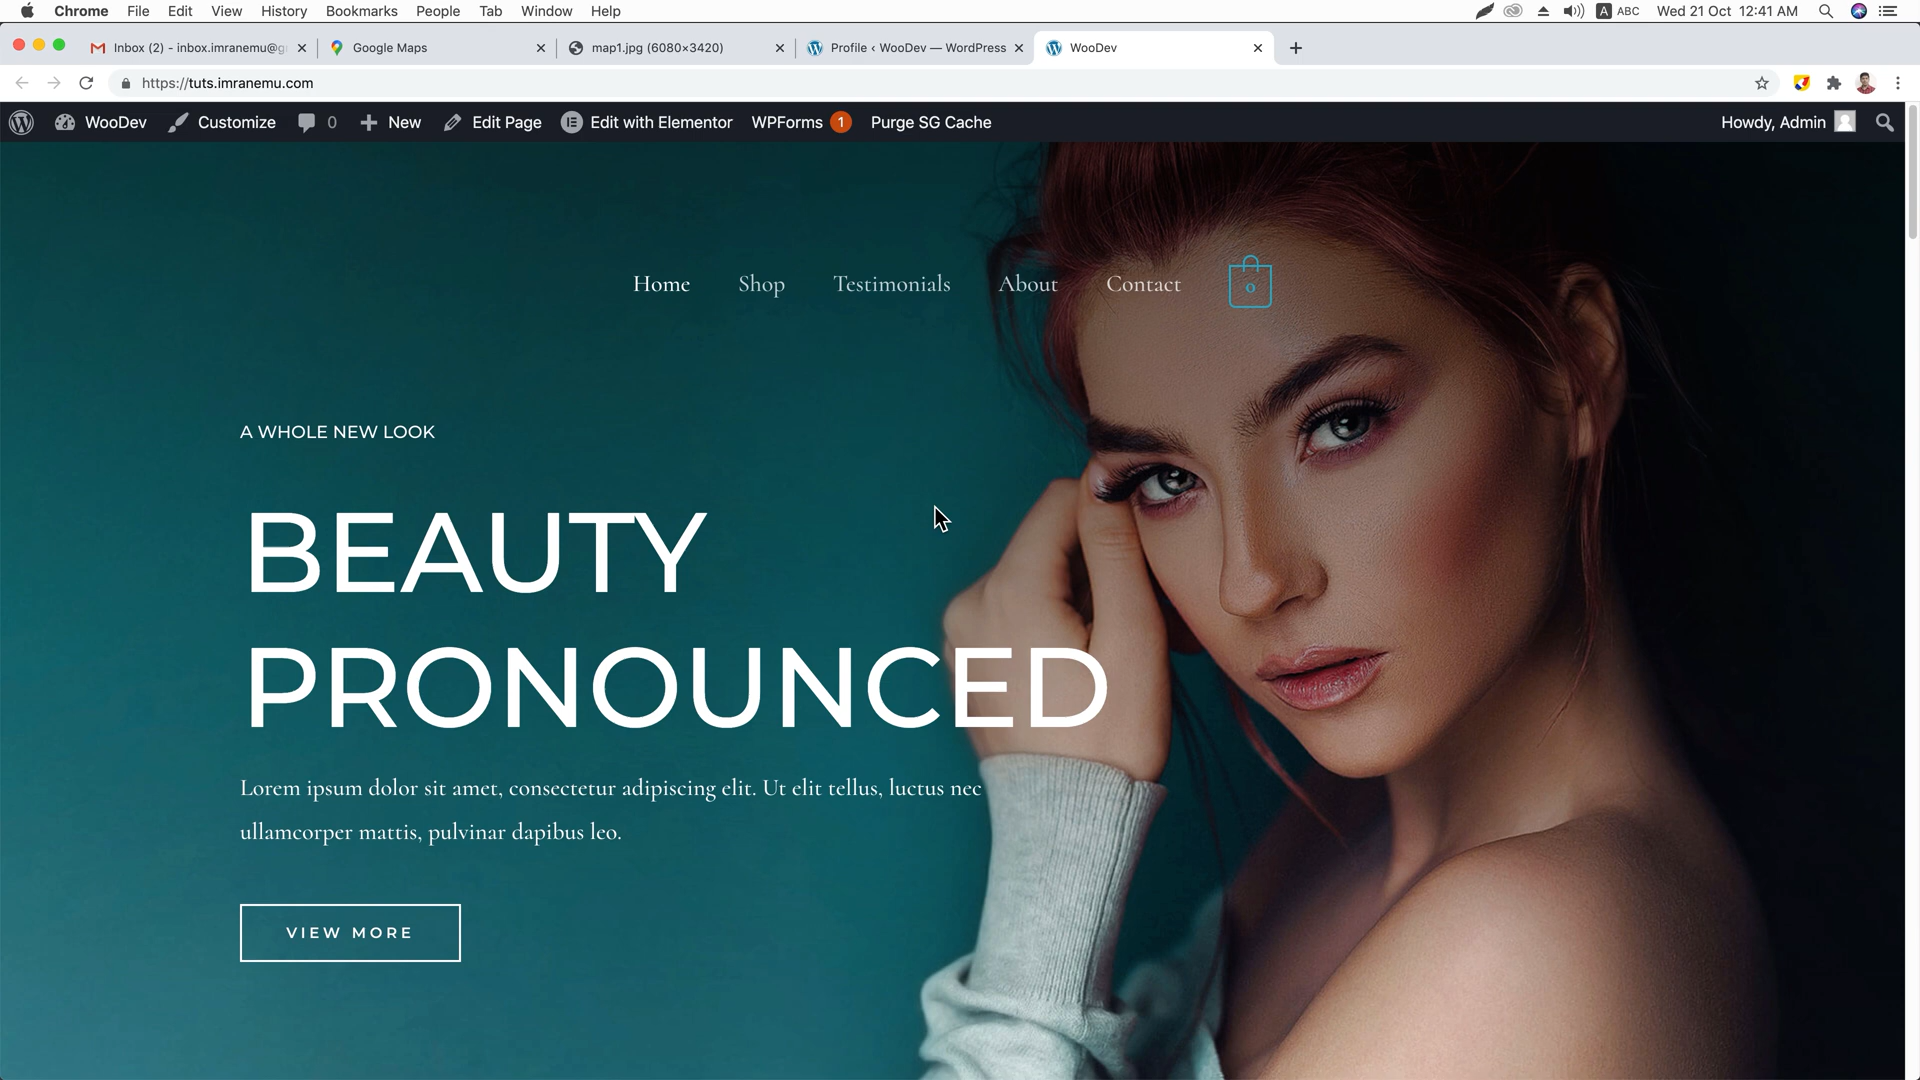 Chrome File Edit View History Bookmarks People Tab Window Help
A ABC Wed 21 Oct 12:41 AM
Inbox (2) - inbox.imranemu@g
Google Maps
map1.jpg (6080×3420)
Profile ‹ WooDev — WordPress
WooDev
https://tuts.imranemu.com
WooDev Customize 0 New Edit Page Edit with Elementor WPForms 1 Purge SG Cache Howdy, Admin
Home Shop Testimonials About Contact 0
A WHOLE NEW LOOK
BEAUTY
PRONOUNCED
Lorem ipsum dolor sit amet, consectetur adipiscing elit. Ut elit tellus, luctus nec
ullamcorper mattis, pulvinar dapibus leo.
VIEW MORE